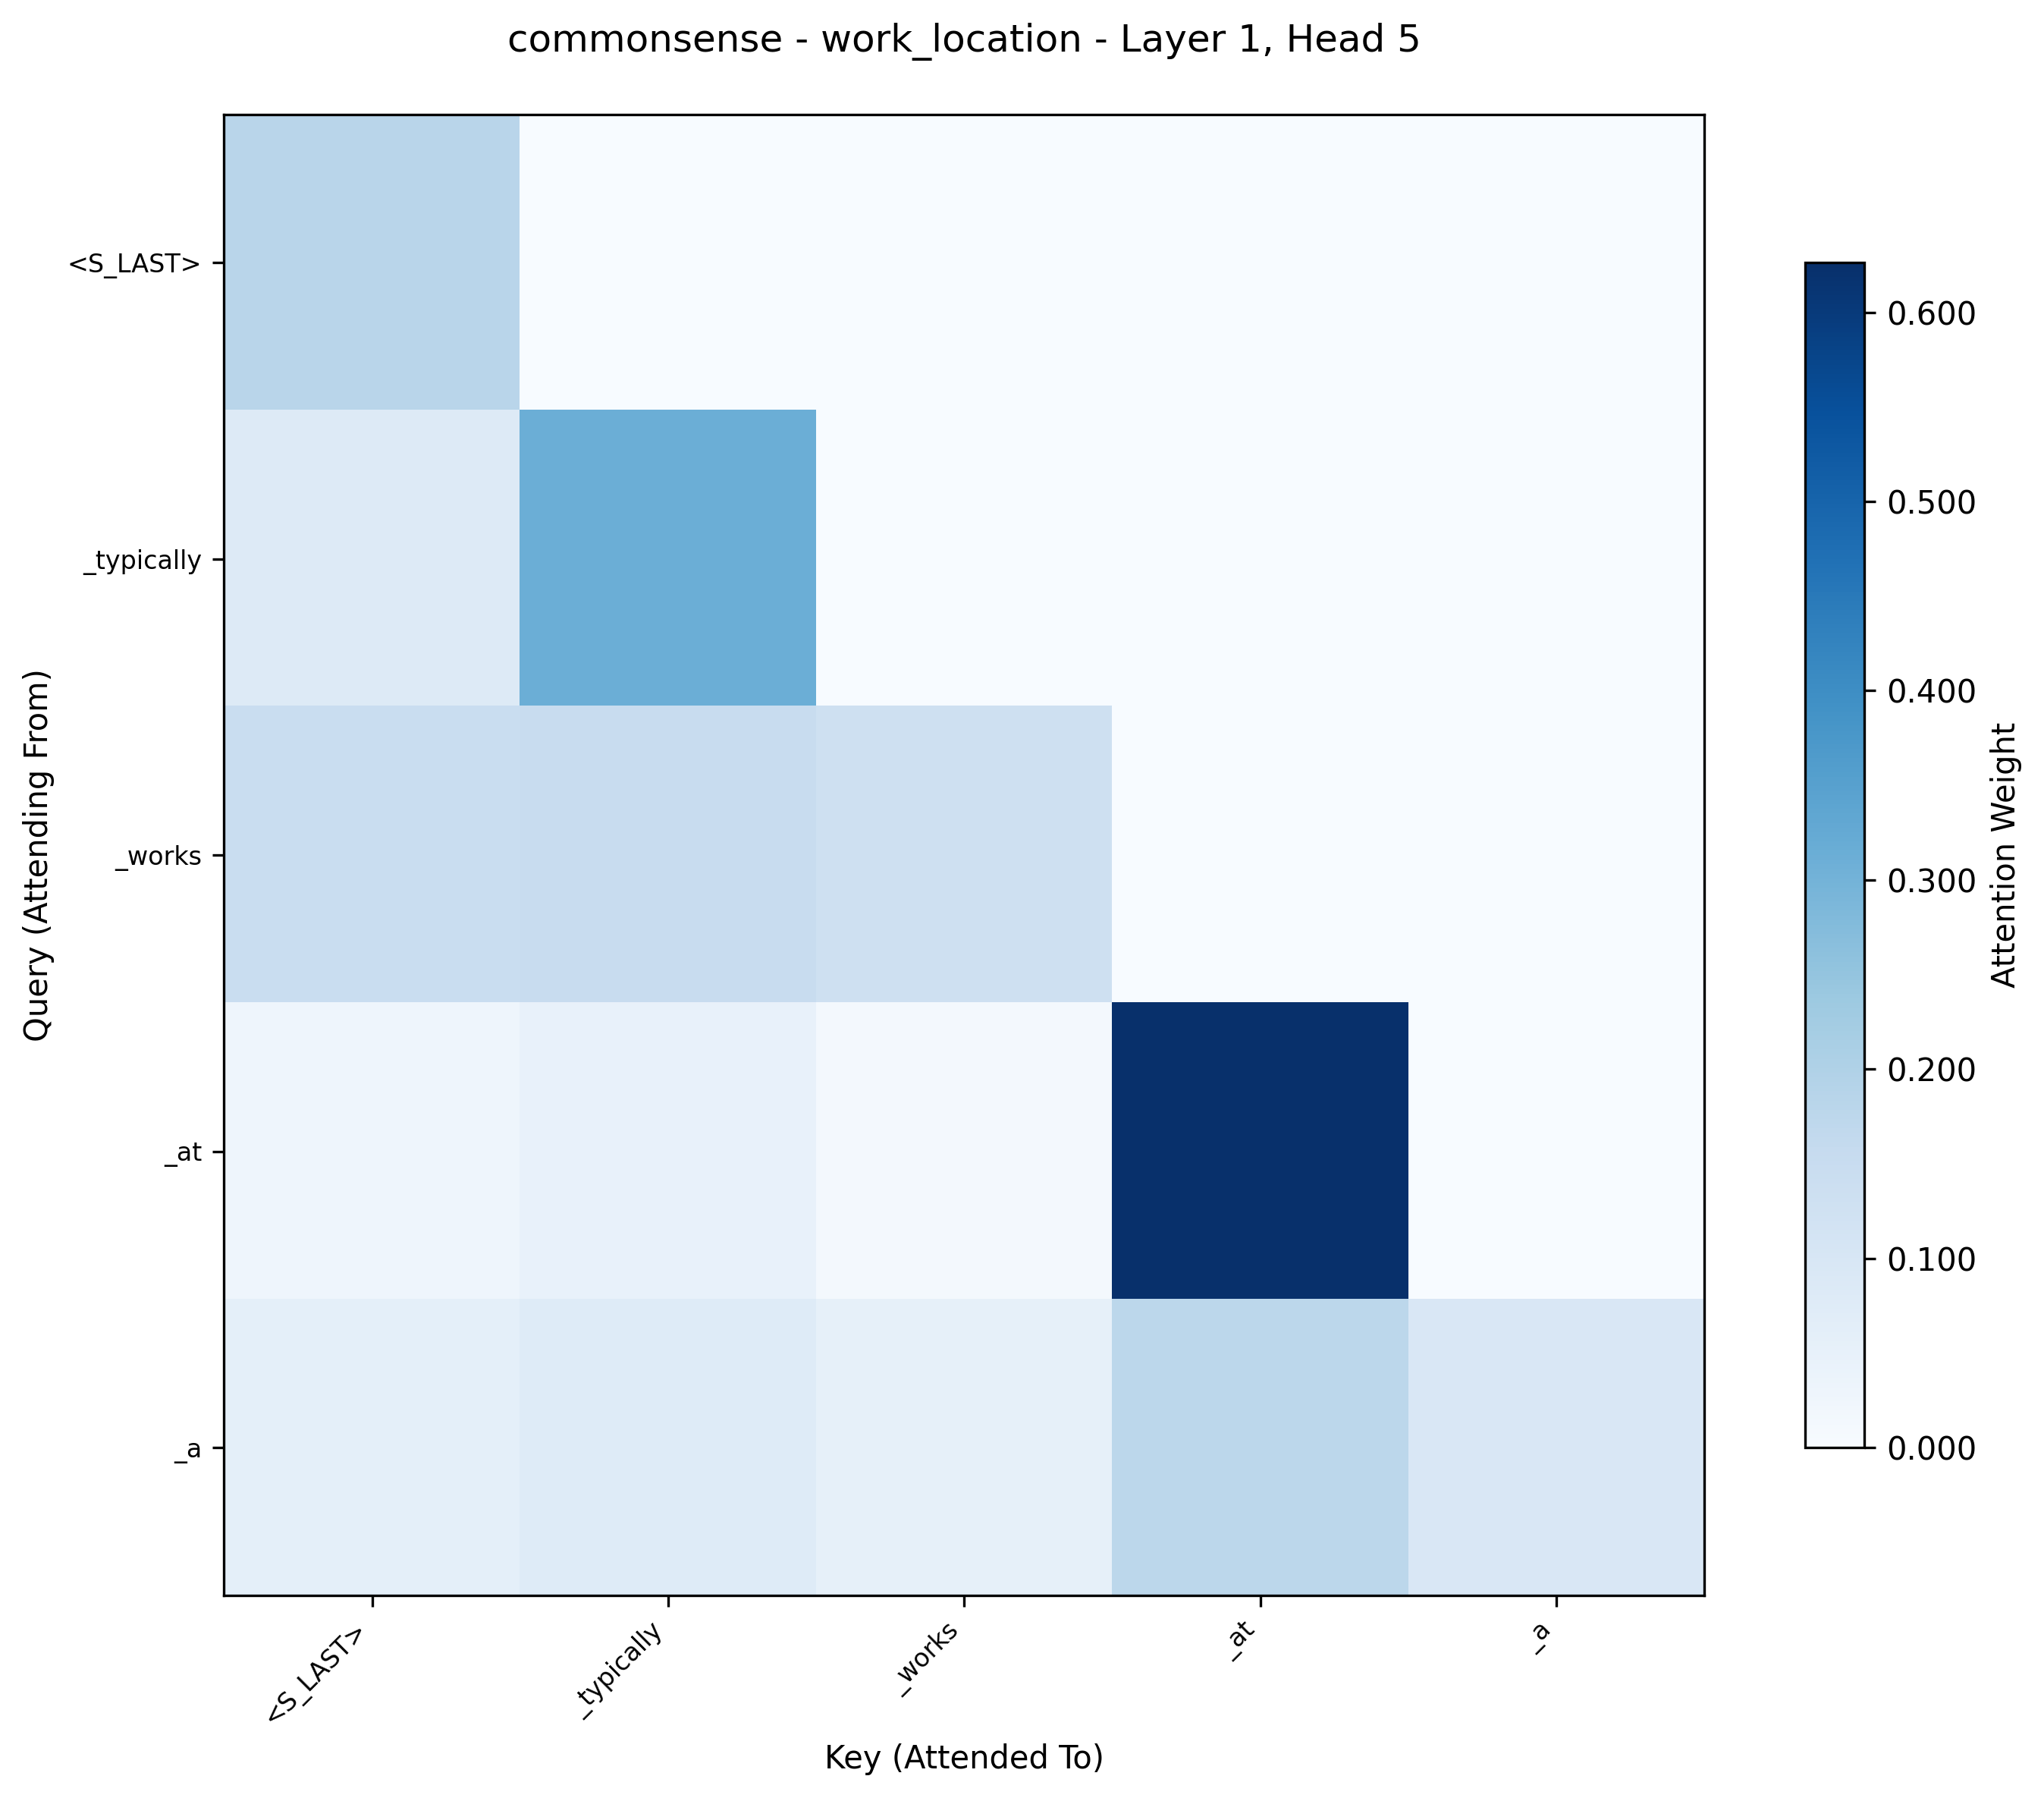 commonsense - work_location - Layer 1, Head 5
<S_LAST>
_typically
_works
_at
_a
Query (Attending From)
<S_LAST>
_typically
_works
_at
_a
Key (Attended To)
0.600
0.500
0.400
0.300
0.200
0.100
0.000
Attention Weight